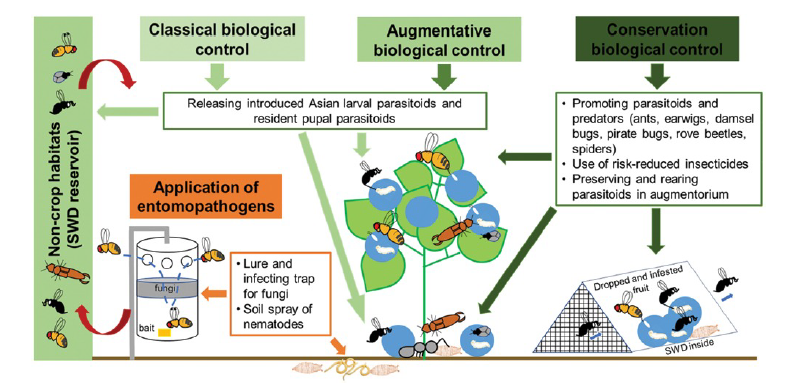 Classical biological
control
Augmentative
biological control
Conservation
biological control
Releasing introduced Asian larval parasitoids and
resident pupal parasitoids
• Promoting parasitoids and
predators (ants, earwigs, damsel
bugs, pirate bugs, rove beetles,
spiders)
• Use of risk-reduced insecticides
• Preserving and rearing
parasitoids in augmentorium
Non-crop habitats
(SWD reservoir)
Application of
entomopathogens
fungi
bait
• Lure and
infecting trap
for fungi
• Soil spray of
nematodes
Dropped and infested
fruit
SWD inside